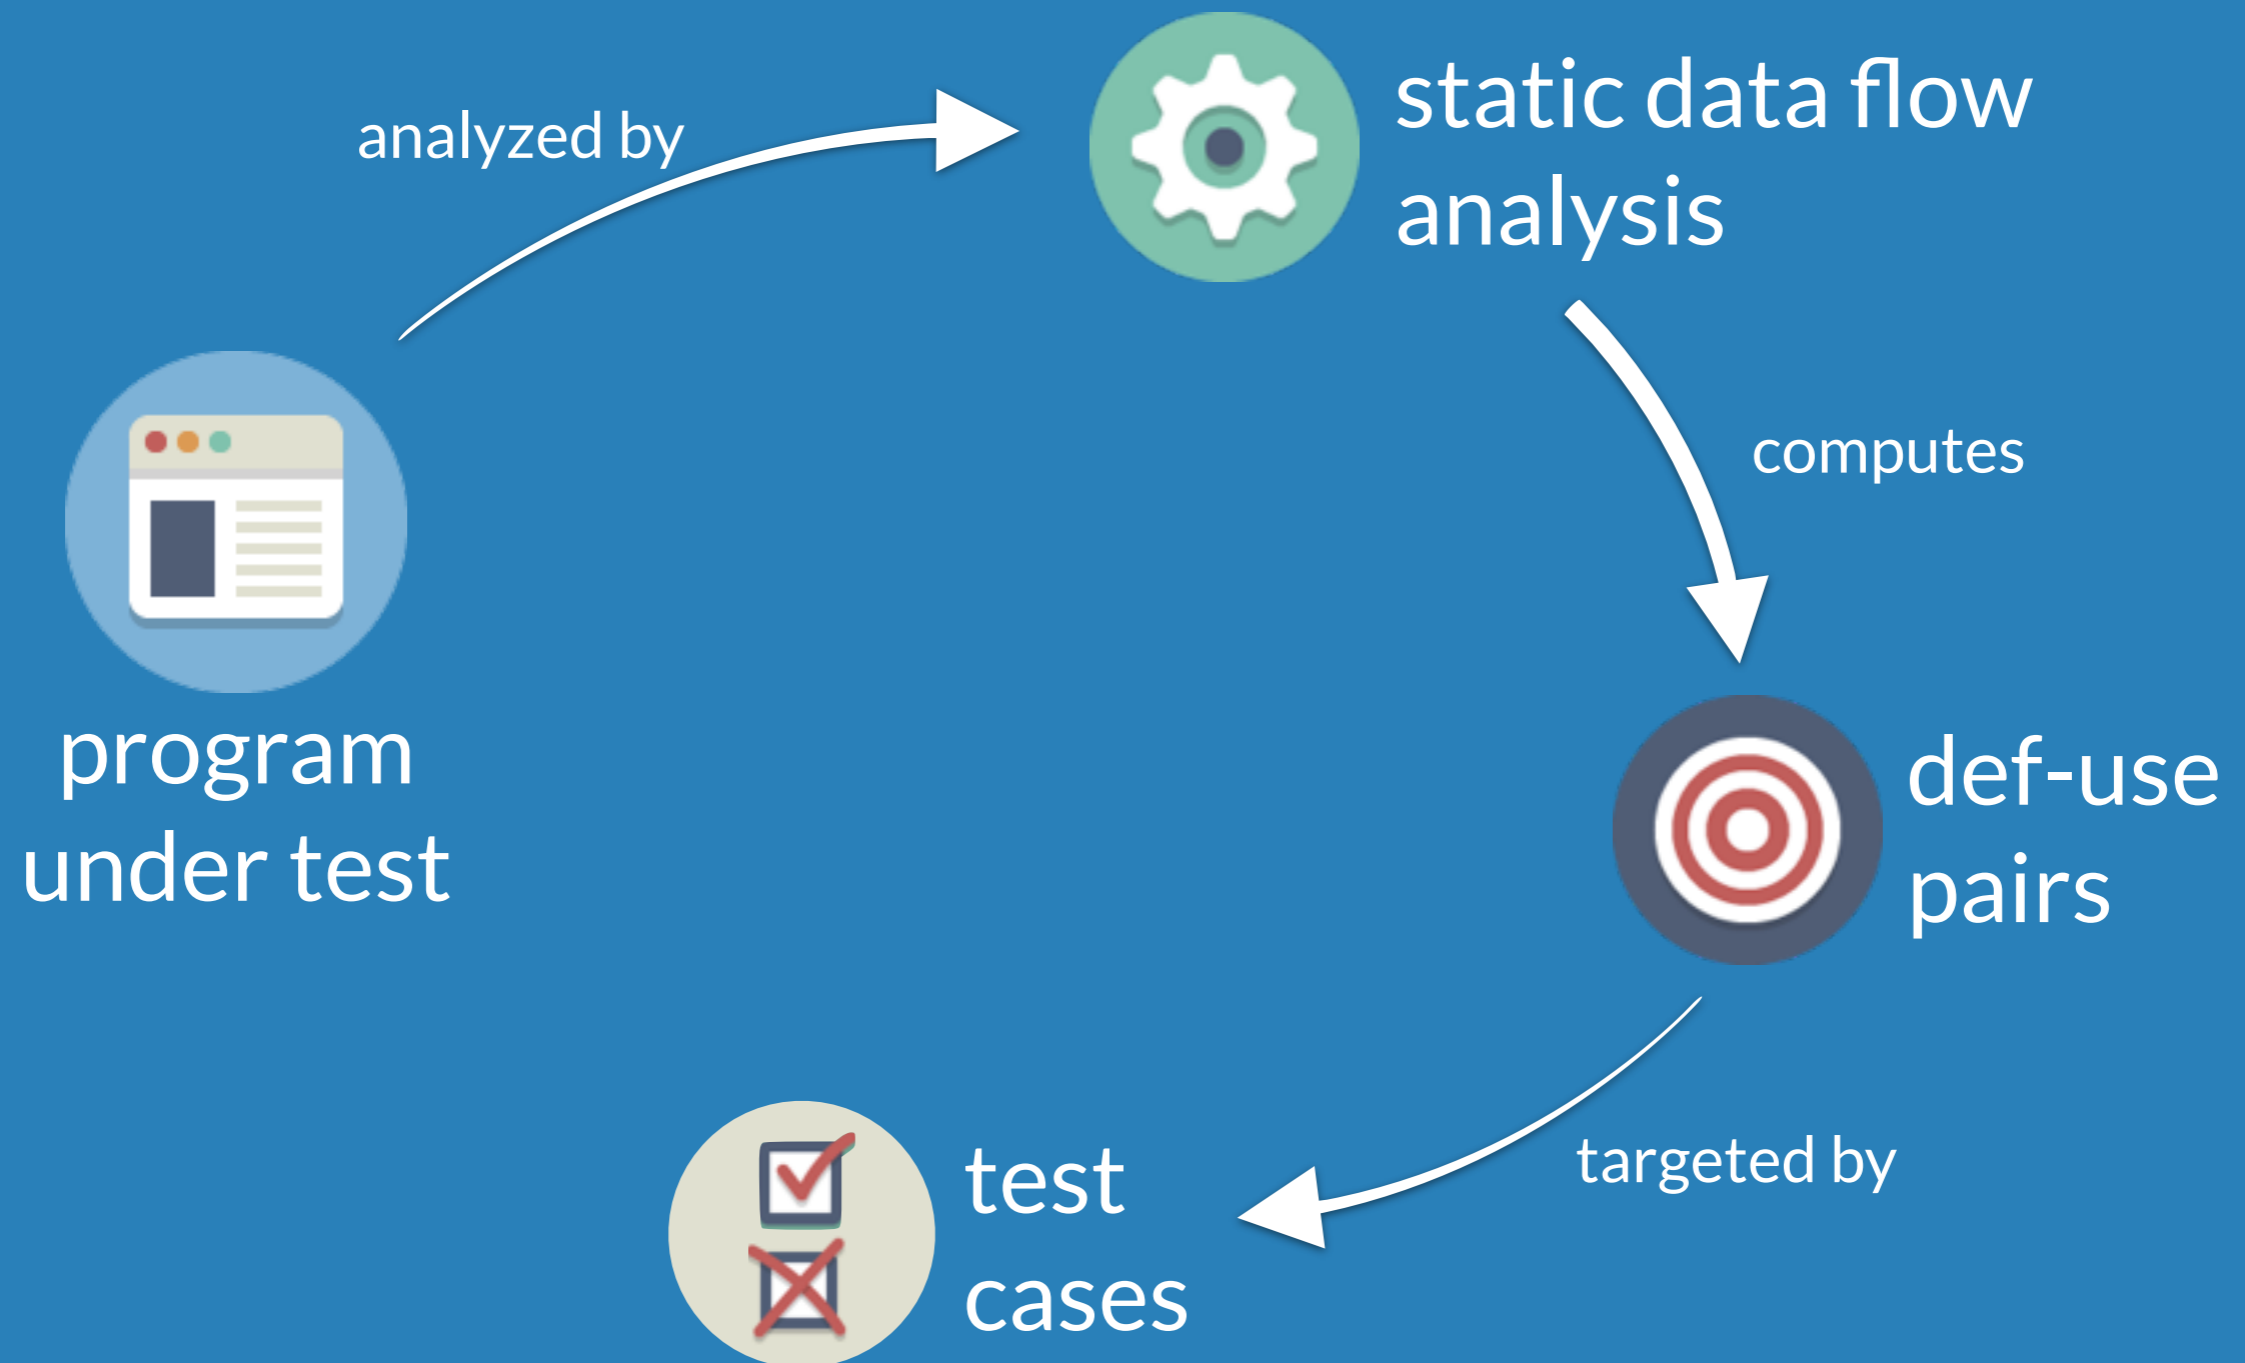 analyzed by
static data flow
analysis
computes
program
under test
def-use
pairs
targeted by
test
cases